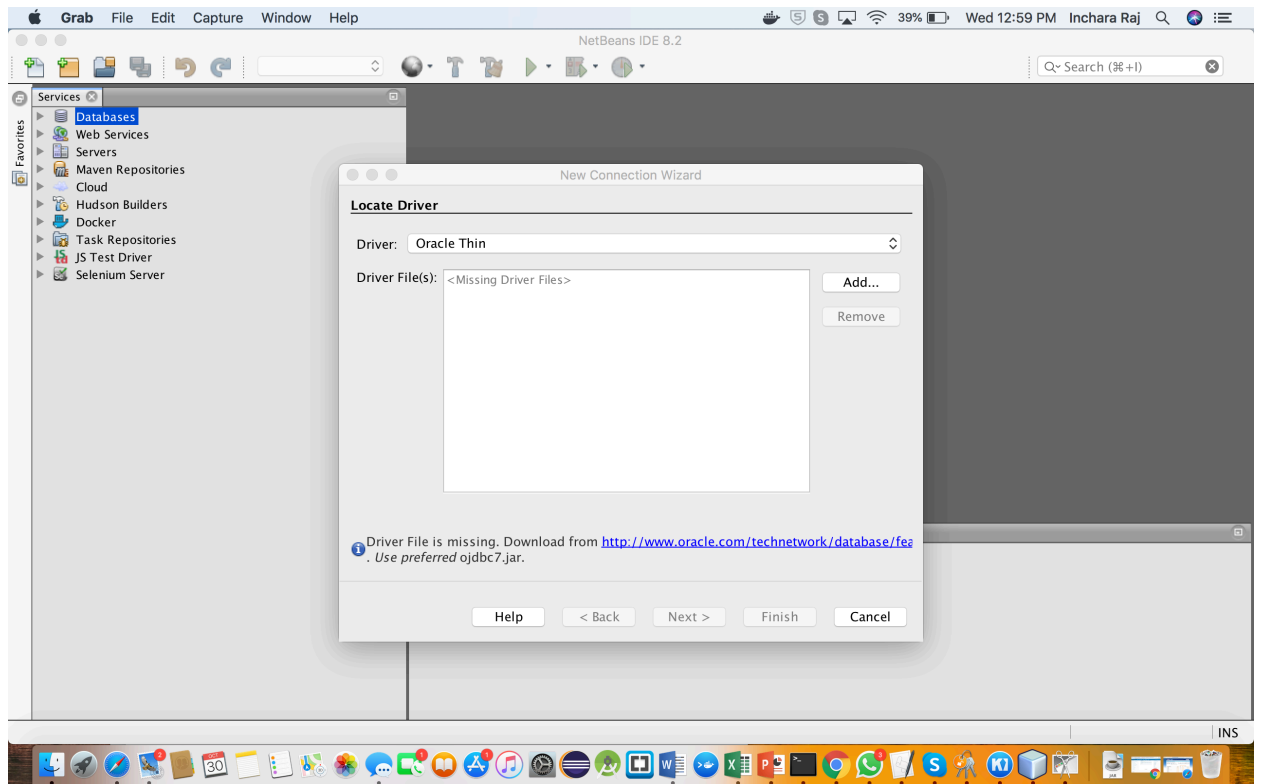 Grab File Edit Capture Window Help
39% Wed 12:59 PM Inchara Raj
NetBeans IDE 8.2
Search (⌘+I)
Favorites
Services
Databases
Web Services
Servers
Maven Repositories
Cloud
Hudson Builders
Docker
Task Repositories
JS Test Driver
Selenium Server
New Connection Wizard
Locate Driver
Driver: Oracle Thin
Driver File(s): <Missing Driver Files>
Add...
Remove
Driver File is missing. Download from http://www.oracle.com/technetwork/database/fea
. Use preferred ojdbc7.jar.
Help < Back Next > Finish Cancel
INS